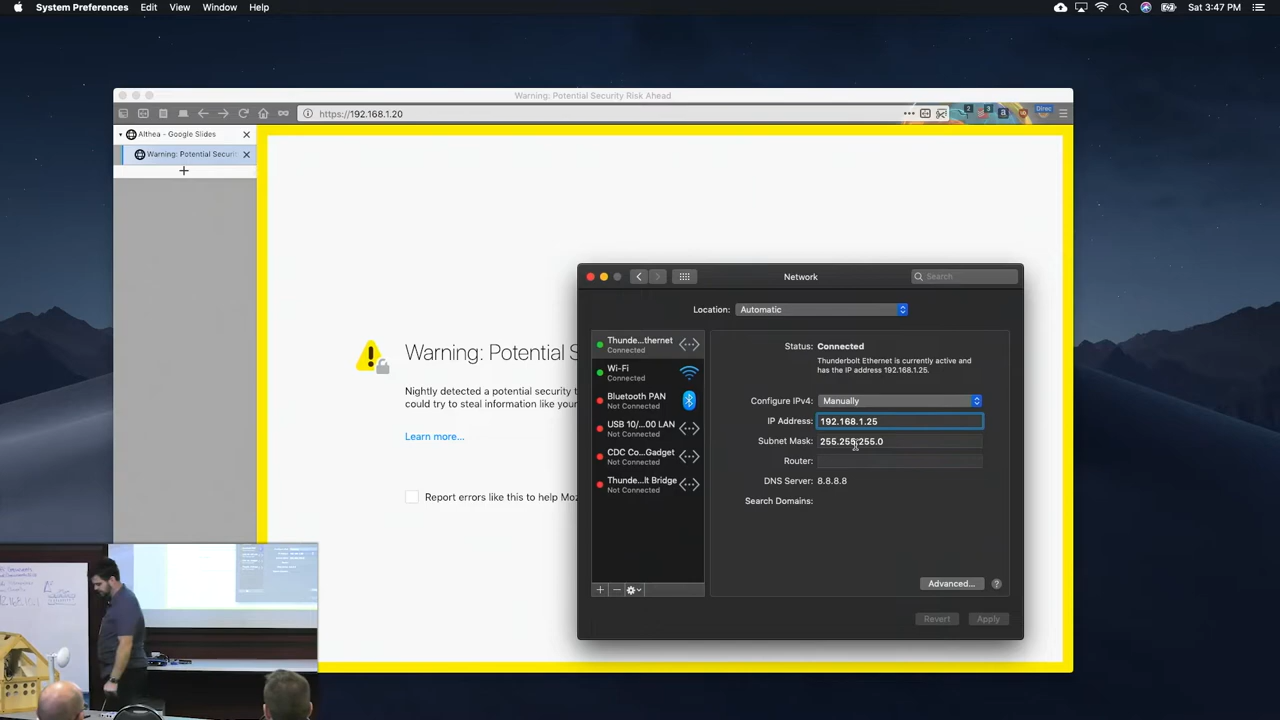 System Preferences Edit View Window Help
Sat 3:47 PM
Warning: Potential Security Risk Ahead
https://192.168.1.20
2
3
a
Direc
Althea - Google Slides
Warning: Potential Securit
Warning: Potential S
Nightly detected a potential security t
could try to steal information like your
Learn more...
Report errors like this to help Moz
Network
Search
Location: Automatic
Thunde...thernet
Connected
Wi-Fi
Connected
Bluetooth PAN
Not Connected
USB 10/...00 LAN
Not Connected
CDC Co...Gadget
Not Connected
Thunde...lt Bridge
Not Connected
Status: Connected
Thunderbolt Ethernet is currently active and
has the IP address 192.168.1.25.
Configure IPv4: Manually
IP Address: 192.168.1.25
Subnet Mask: 255.255.255.0
Router:
DNS Server: 8.8.8.8
Search Domains:
Advanced...
?
Revert
Apply